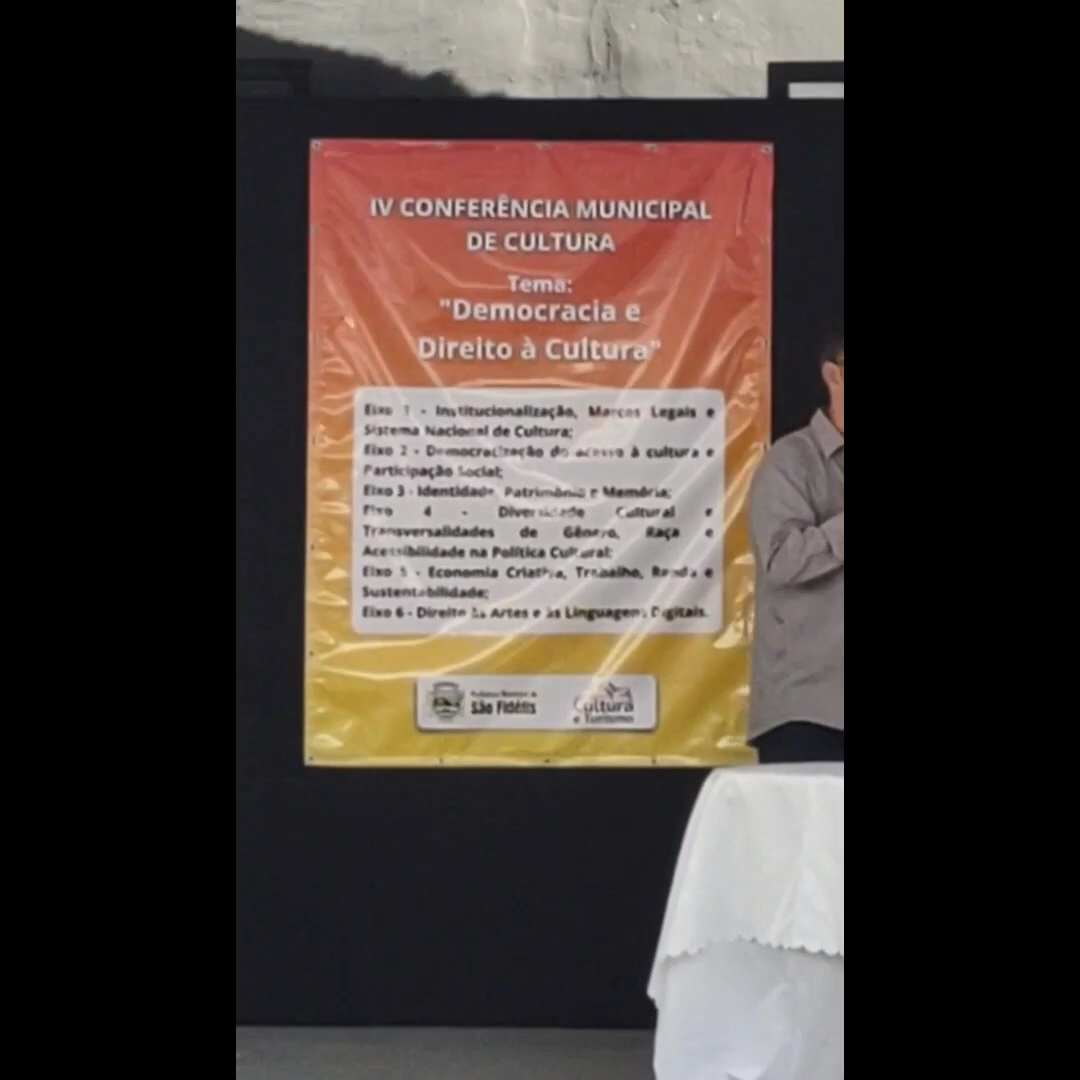 IV CONFERÊNCIA MUNICIPAL
DE CULTURA
Tema:
"Democracia e
Direito à Cultura"
Eixo 1 - Institucionalização, Marcos Legais e
Sistema Nacional de Cultura;
Eixo 2 - Democratização do acesso à cultura e
Participação Social;
Eixo 3 - Identidade, Patrimônio e Memória;
Eixo 4 - Diversidade Cultural e
Transversalidades de Gênero, Raça e
Acessibilidade na Política Cultural;
Eixo 5 - Economia Criativa, Trabalho, Renda e
Sustentabilidade;
Eixo 6 - Direito às Artes e às Linguagens Digitais.
Prefeitura Municipal de
São Fidélis
Cultura
e Turismo